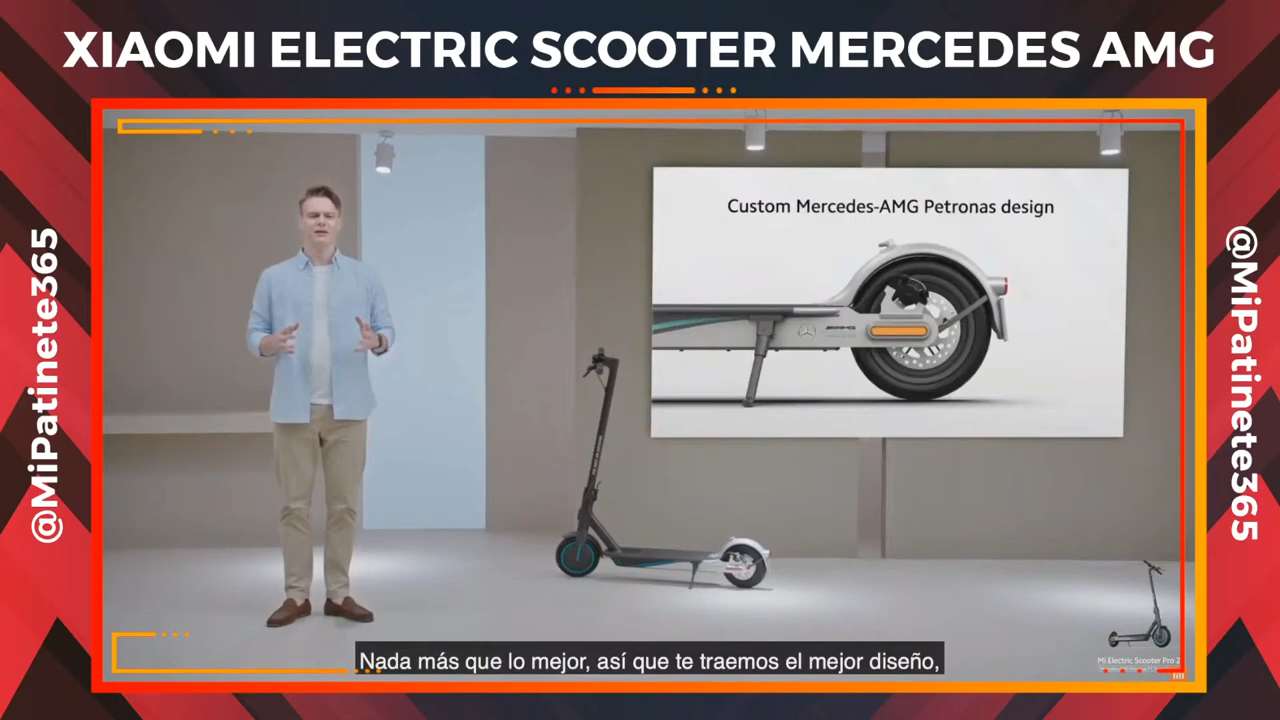 XIAOMI ELECTRIC SCOOTER MERCEDES AMG
@MiPatinete365
Custom Mercedes-AMG Petronas design
AMG
@MiPatinete365
Mi Electric Scooter Pro 2
Nada más que lo mejor, así que te traemos el mejor diseño,